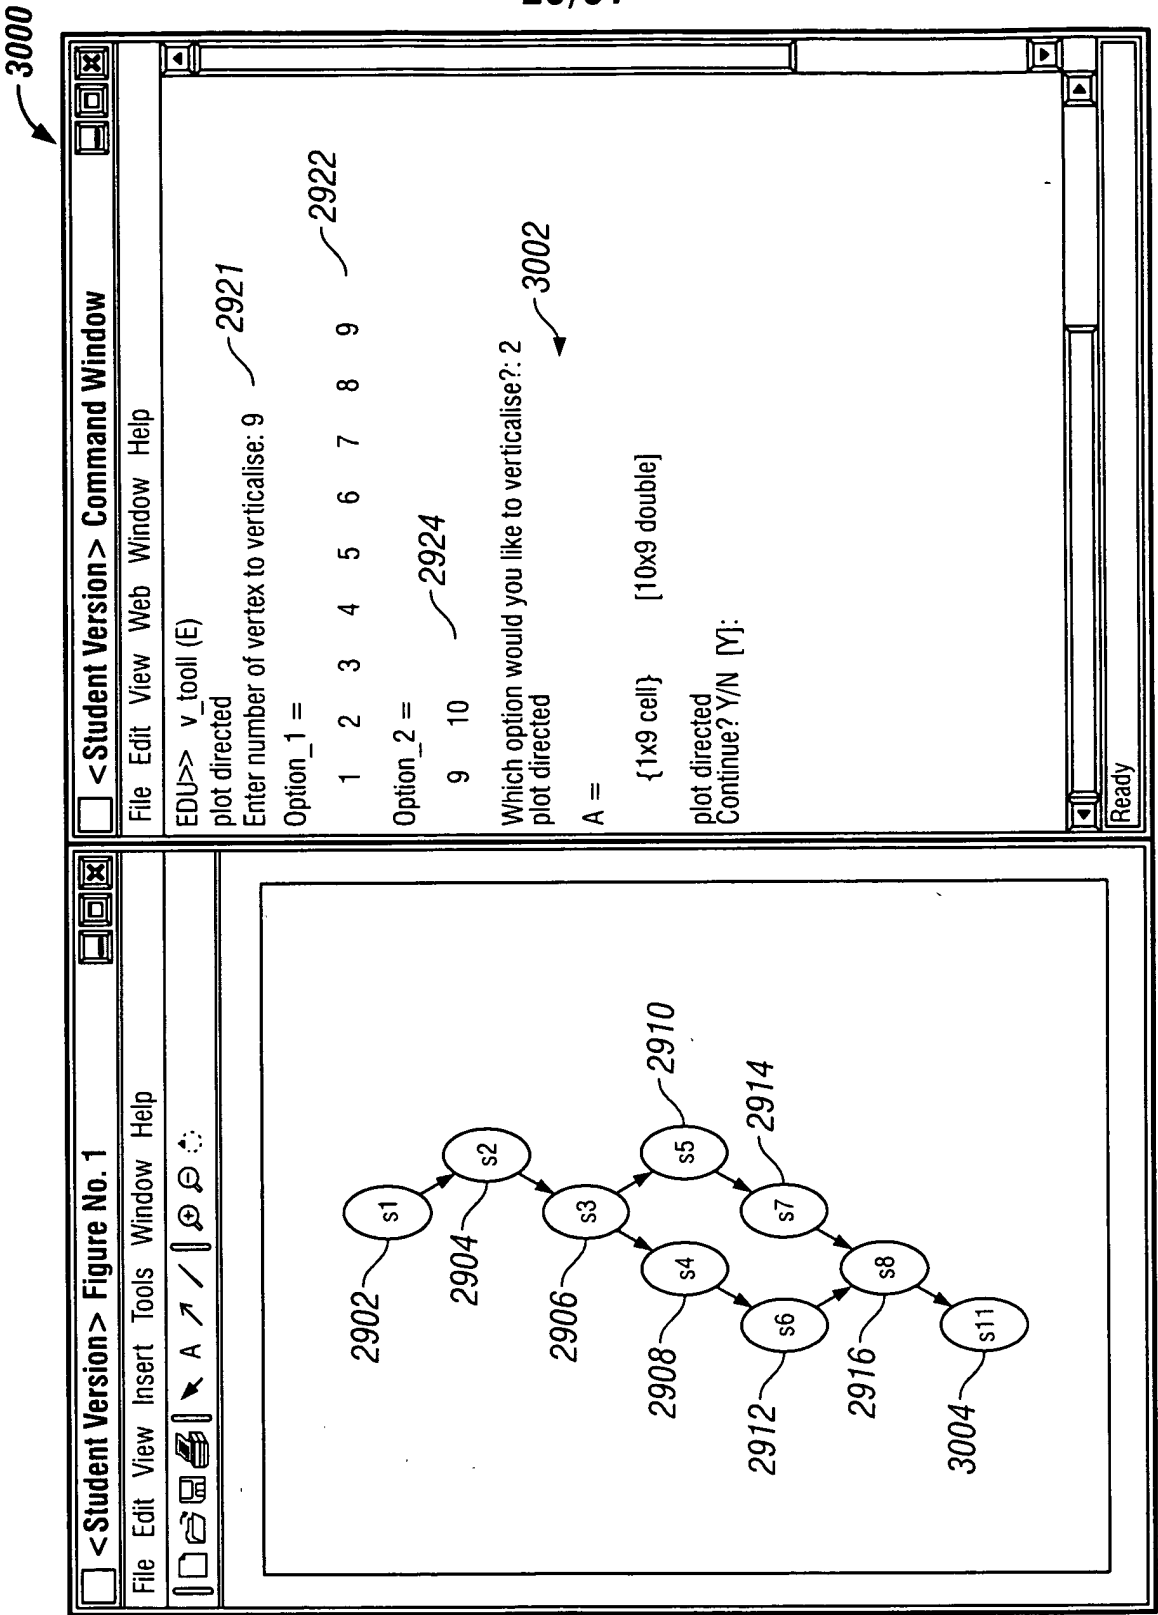 3000
<Student Version> Figure No. 1
File Edit View Insert Tools Window Help
A
2902
s1
2904
s2
2906
s3
2908
s4
s5
2910
2912
s6
s7
2914
2916
s8
3004
s11
<Student Version> Command Window
File Edit View Web Window Help
EDU>> v_tooll (E)
plot directed
Enter number of vertex to verticalise: 9
2921
Option_1 =
1 2 3 4 5 6 7 8 9
2922
Option_2 =
9 10
2924
Which option would you like to verticalise?: 2
plot directed
3002
A =
{1x9 cell} [10x9 double]
plot directed
Continue? Y/N [Y]:
Ready